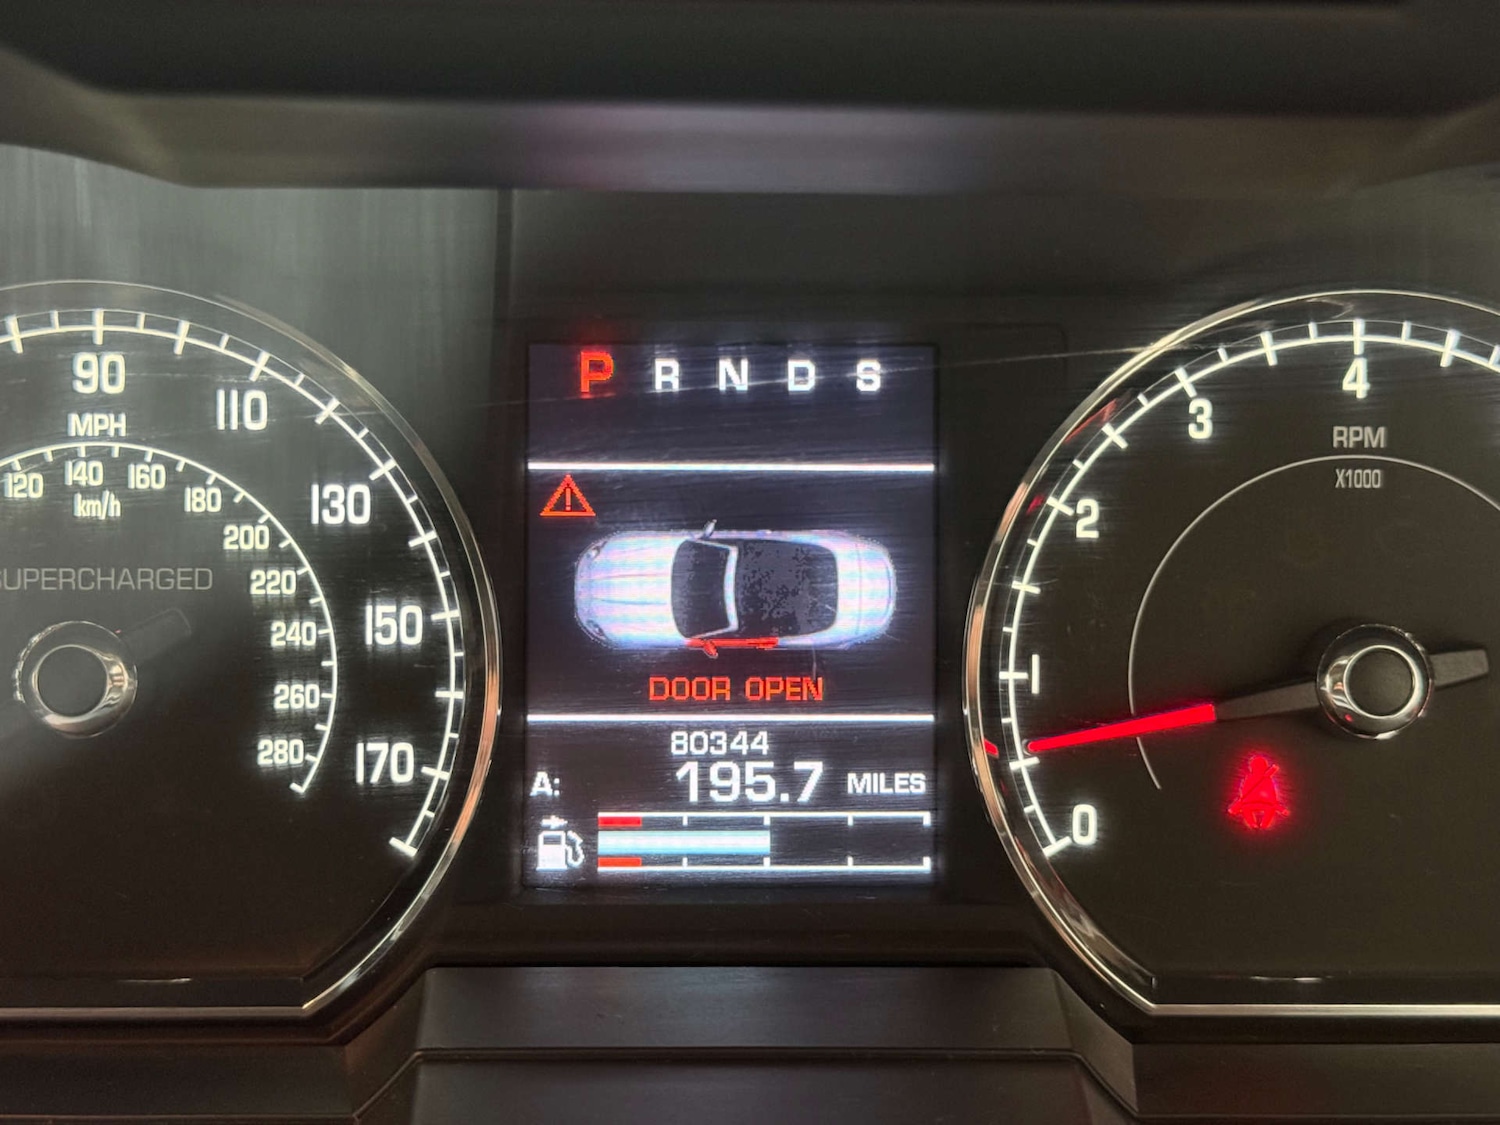 90
MPH
110
130
150
170
120 140 160 180 200 220 240 260 280
km/h
SUPERCHARGED
P R N D S
DOOR OPEN
80344
A: 195.7 MILES
4
3
2
1
0
RPM
X1000